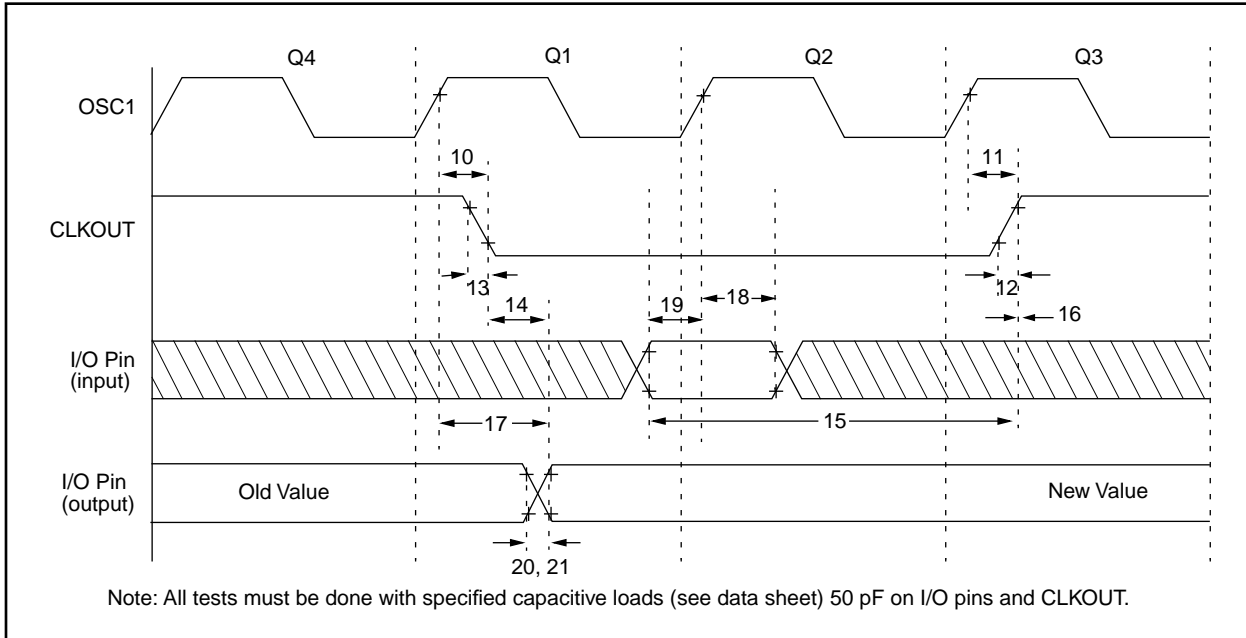 Q4 Q1 Q2 Q3
OSC1
10 11
CLKOUT
13 12
14 19 18 16
I/O Pin
(input)
17 15
I/O Pin
(output)
Old Value New Value
20, 21
Note: All tests must be done with specified capacitive loads (see data sheet) 50 pF on I/O pins and CLKOUT.